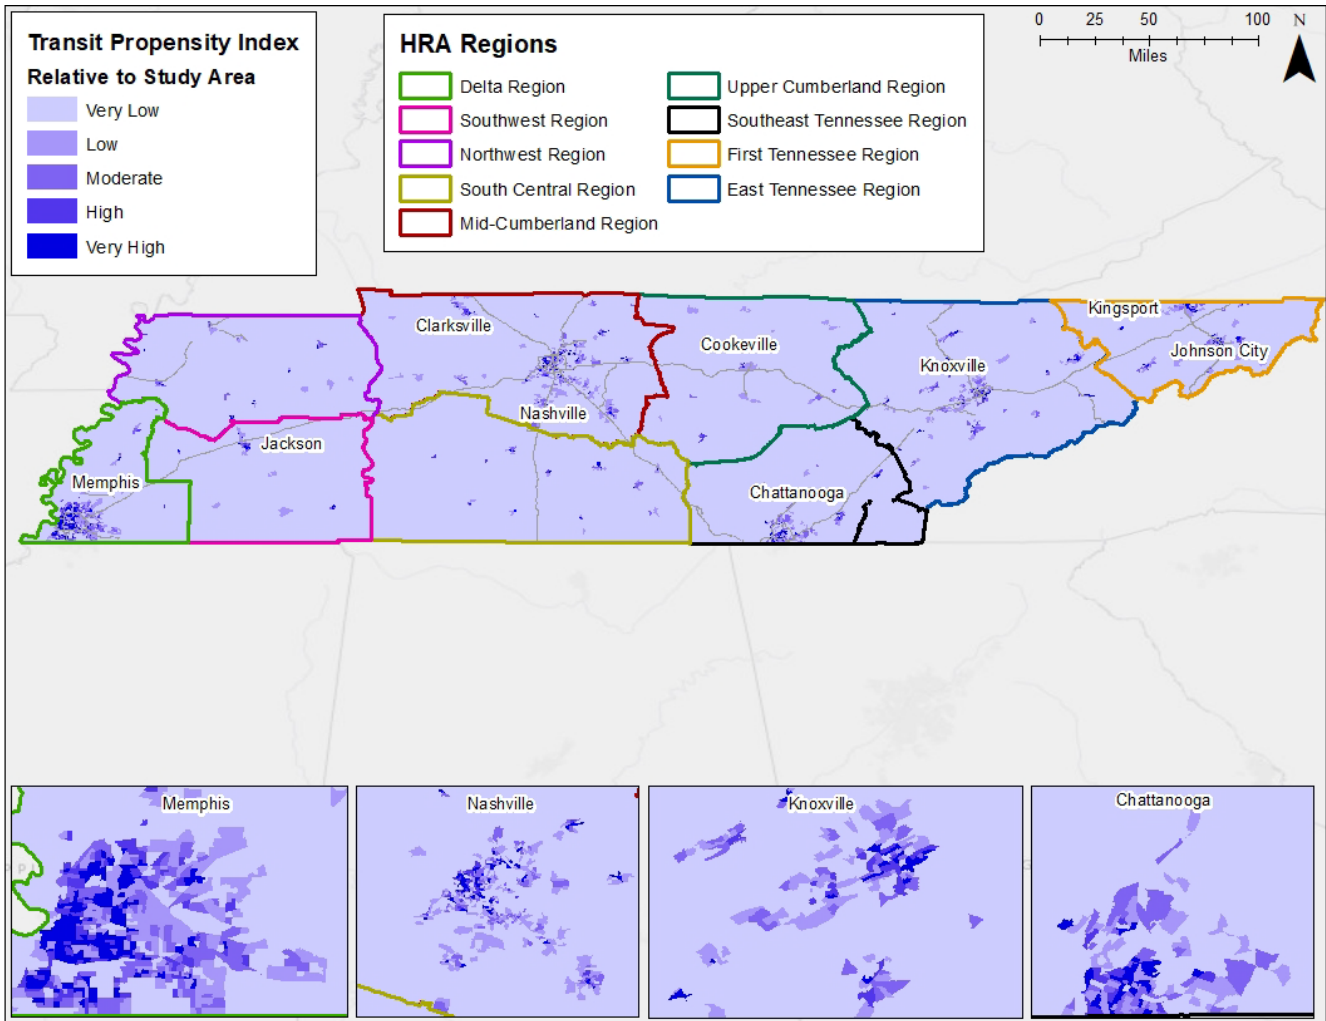 Transit Propensity Index
Relative to Study Area
Very Low
Low
Moderate
High
Very High
HRA Regions
Delta Region
Southwest Region
Northwest Region
South Central Region
Mid-Cumberland Region
Upper Cumberland Region
Southeast Tennessee Region
First Tennessee Region
East Tennessee Region
0 25 50 100
Miles
N
Clarksville
Cookeville
Kingsport
Johnson City
Knoxville
Nashville
Jackson
Memphis
Chattanooga
Memphis
Nashville
Knoxville
Chattanooga